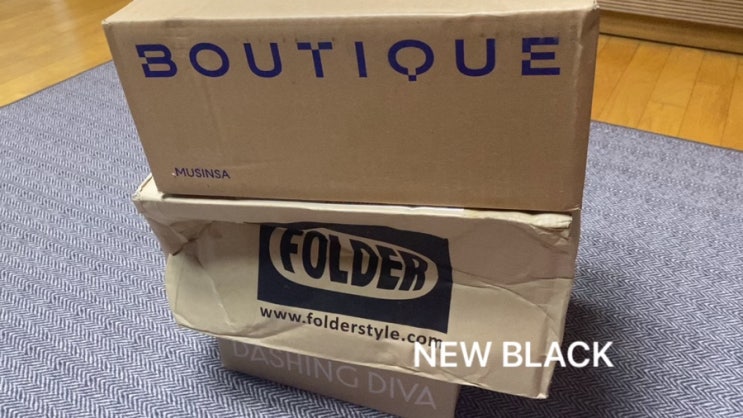 BOUTIQUE
.MUSINSA
FOLDER
www.folderstyle.com
NEW BLACK
DASHING DIVA